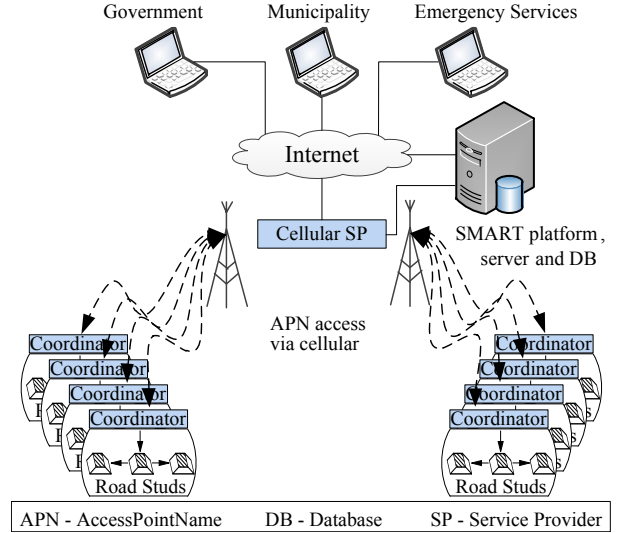 Government
Municipality
Emergency Services
Internet
Cellular SP
SMART platform,
server and DB
APN access
via cellular
Coordinator
Coordinator
Coordinator
Coordinator
Road Studs
Coordinator
Coordinator
Coordinator
Coordinator
Road Studs
APN - AccessPointName DB - Database SP - Service Provider